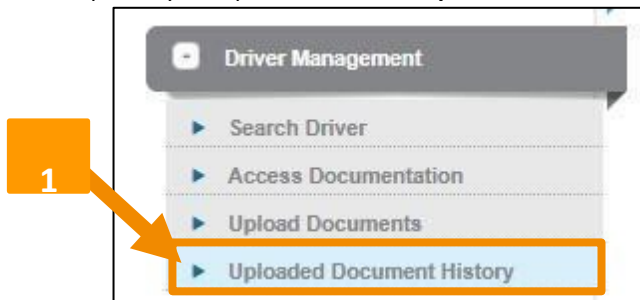 Driver Management
Search Driver
Access Documentation
1
Upload Documents
Uploaded Document History